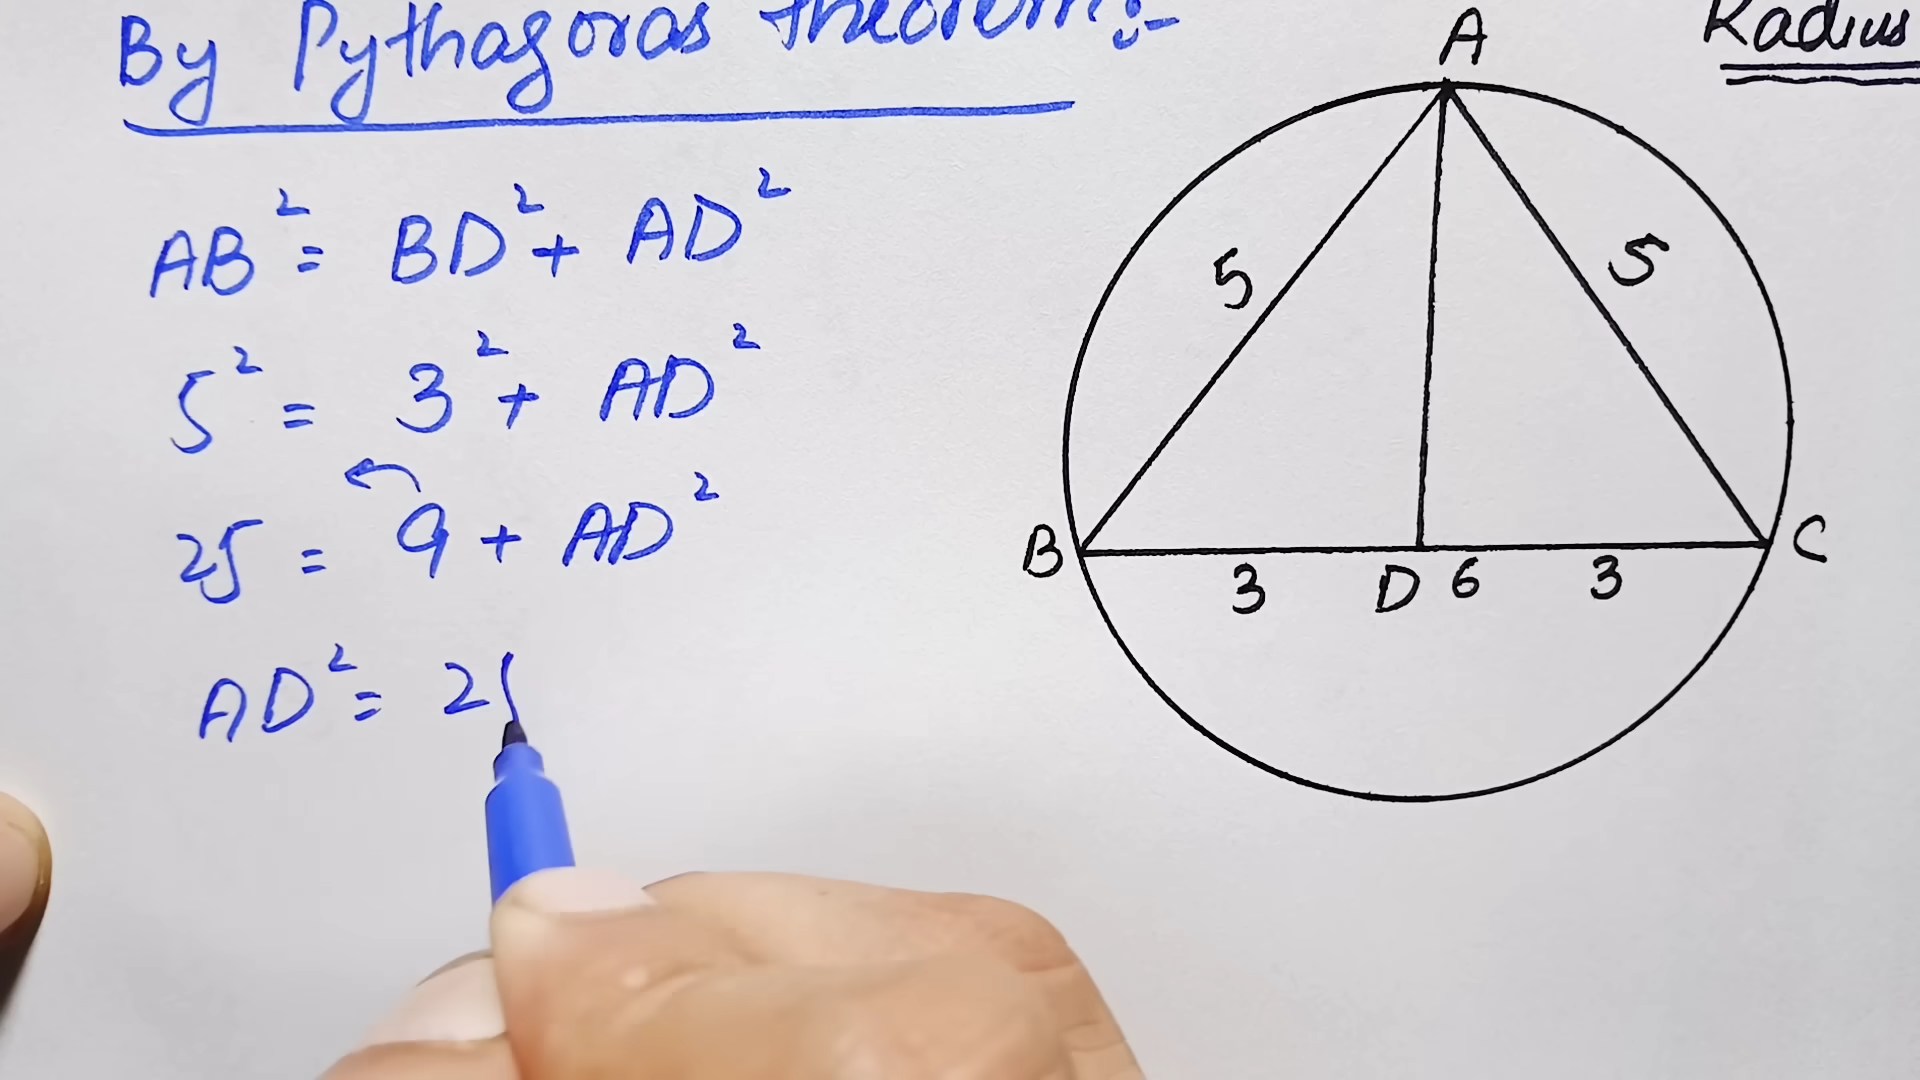 By Pythagoras theorem:-
AB² = BD² + AD²
5² = 3² + AD²
25 = 9 + AD²
AD² = 2
Radius
A
5 5
B C
3 D 6 3